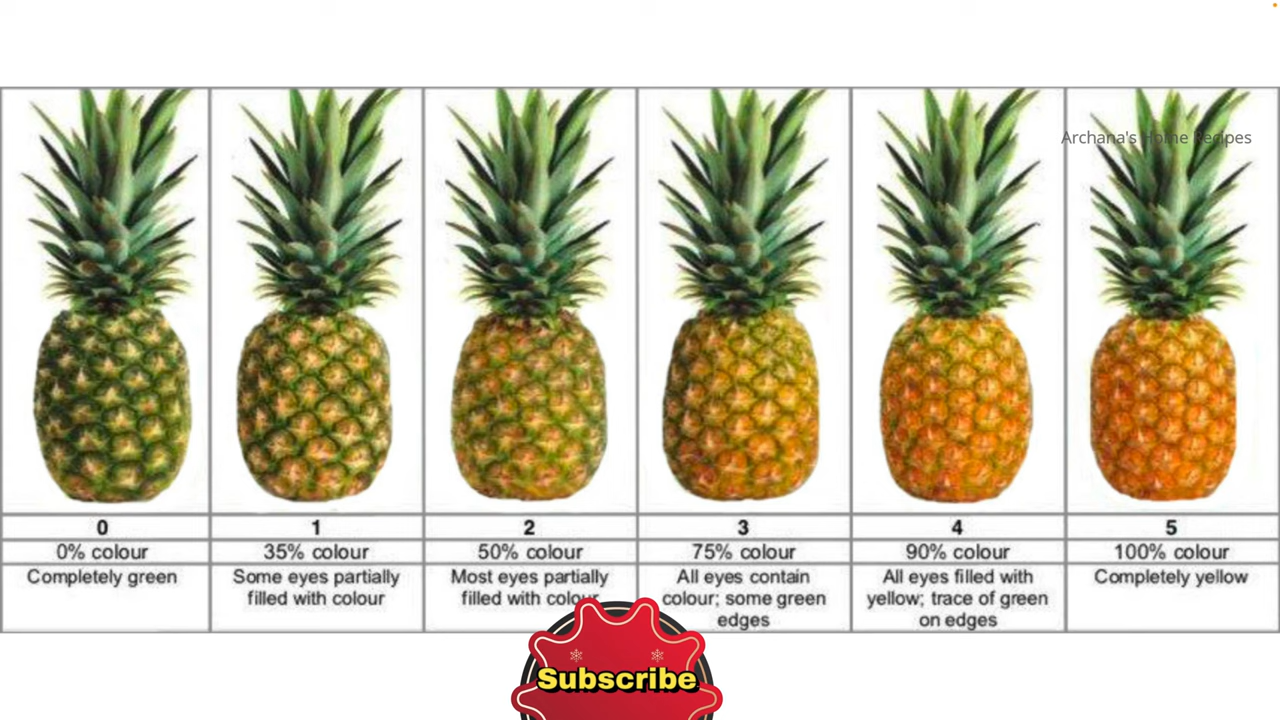 Archana's Home Recipes
0
1
2
3
4
5
0% colour
35% colour
50% colour
75% colour
90% colour
100% colour
Completely green
Some eyes partially
filled with colour
Most eyes partially
filled with colour
All eyes contain
colour; some green
edges
All eyes filled with
yellow; trace of green
on edges
Completely yellow
Subscribe